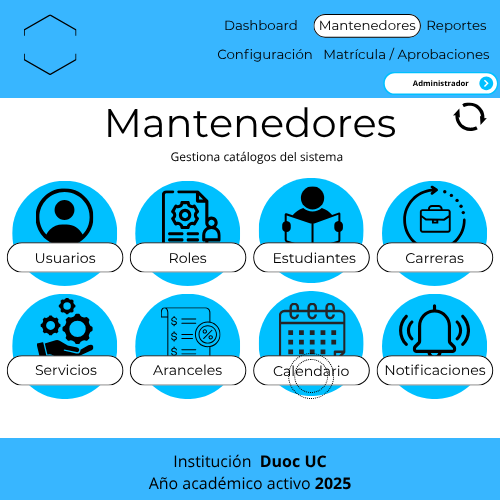 Dashboard Mantenedores Reportes
Configuración Matrícula / Aprobaciones
Administrador
Mantenedores
Gestiona catálogos del sistema
Usuarios Roles Estudiantes Carreras
$
$ %
$
Servicios Aranceles Calendario Notificaciones
Institución Duoc UC
Año académico activo 2025